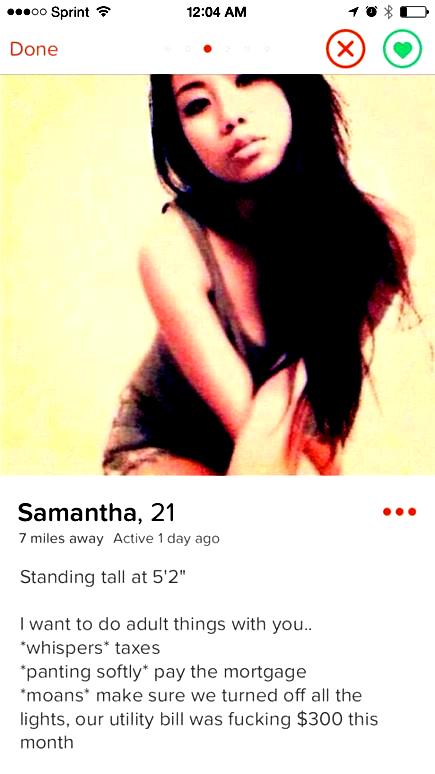 Sprint 12:04 AM
Done
Samantha, 21
7 miles away Active 1 day ago
Standing tall at 5'2"
I want to do adult things with you..
*whispers* taxes
*panting softly* pay the mortgage
*moans* make sure we turned off all the
lights, our utility bill was fucking $300 this
month